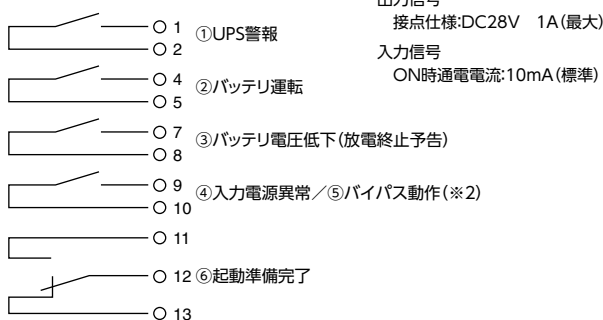 出力信号
接点仕様:DC28V 1A(最大)
入力信号
ON時通電電流:10mA(標準)
1
①UPS警報
2
4
②バッテリ運転
5
7
③バッテリ電圧低下(放電終止予告)
8
9
④入力電源異常/⑤バイパス動作(※2)
10
11
12 ⑥起動準備完了
13